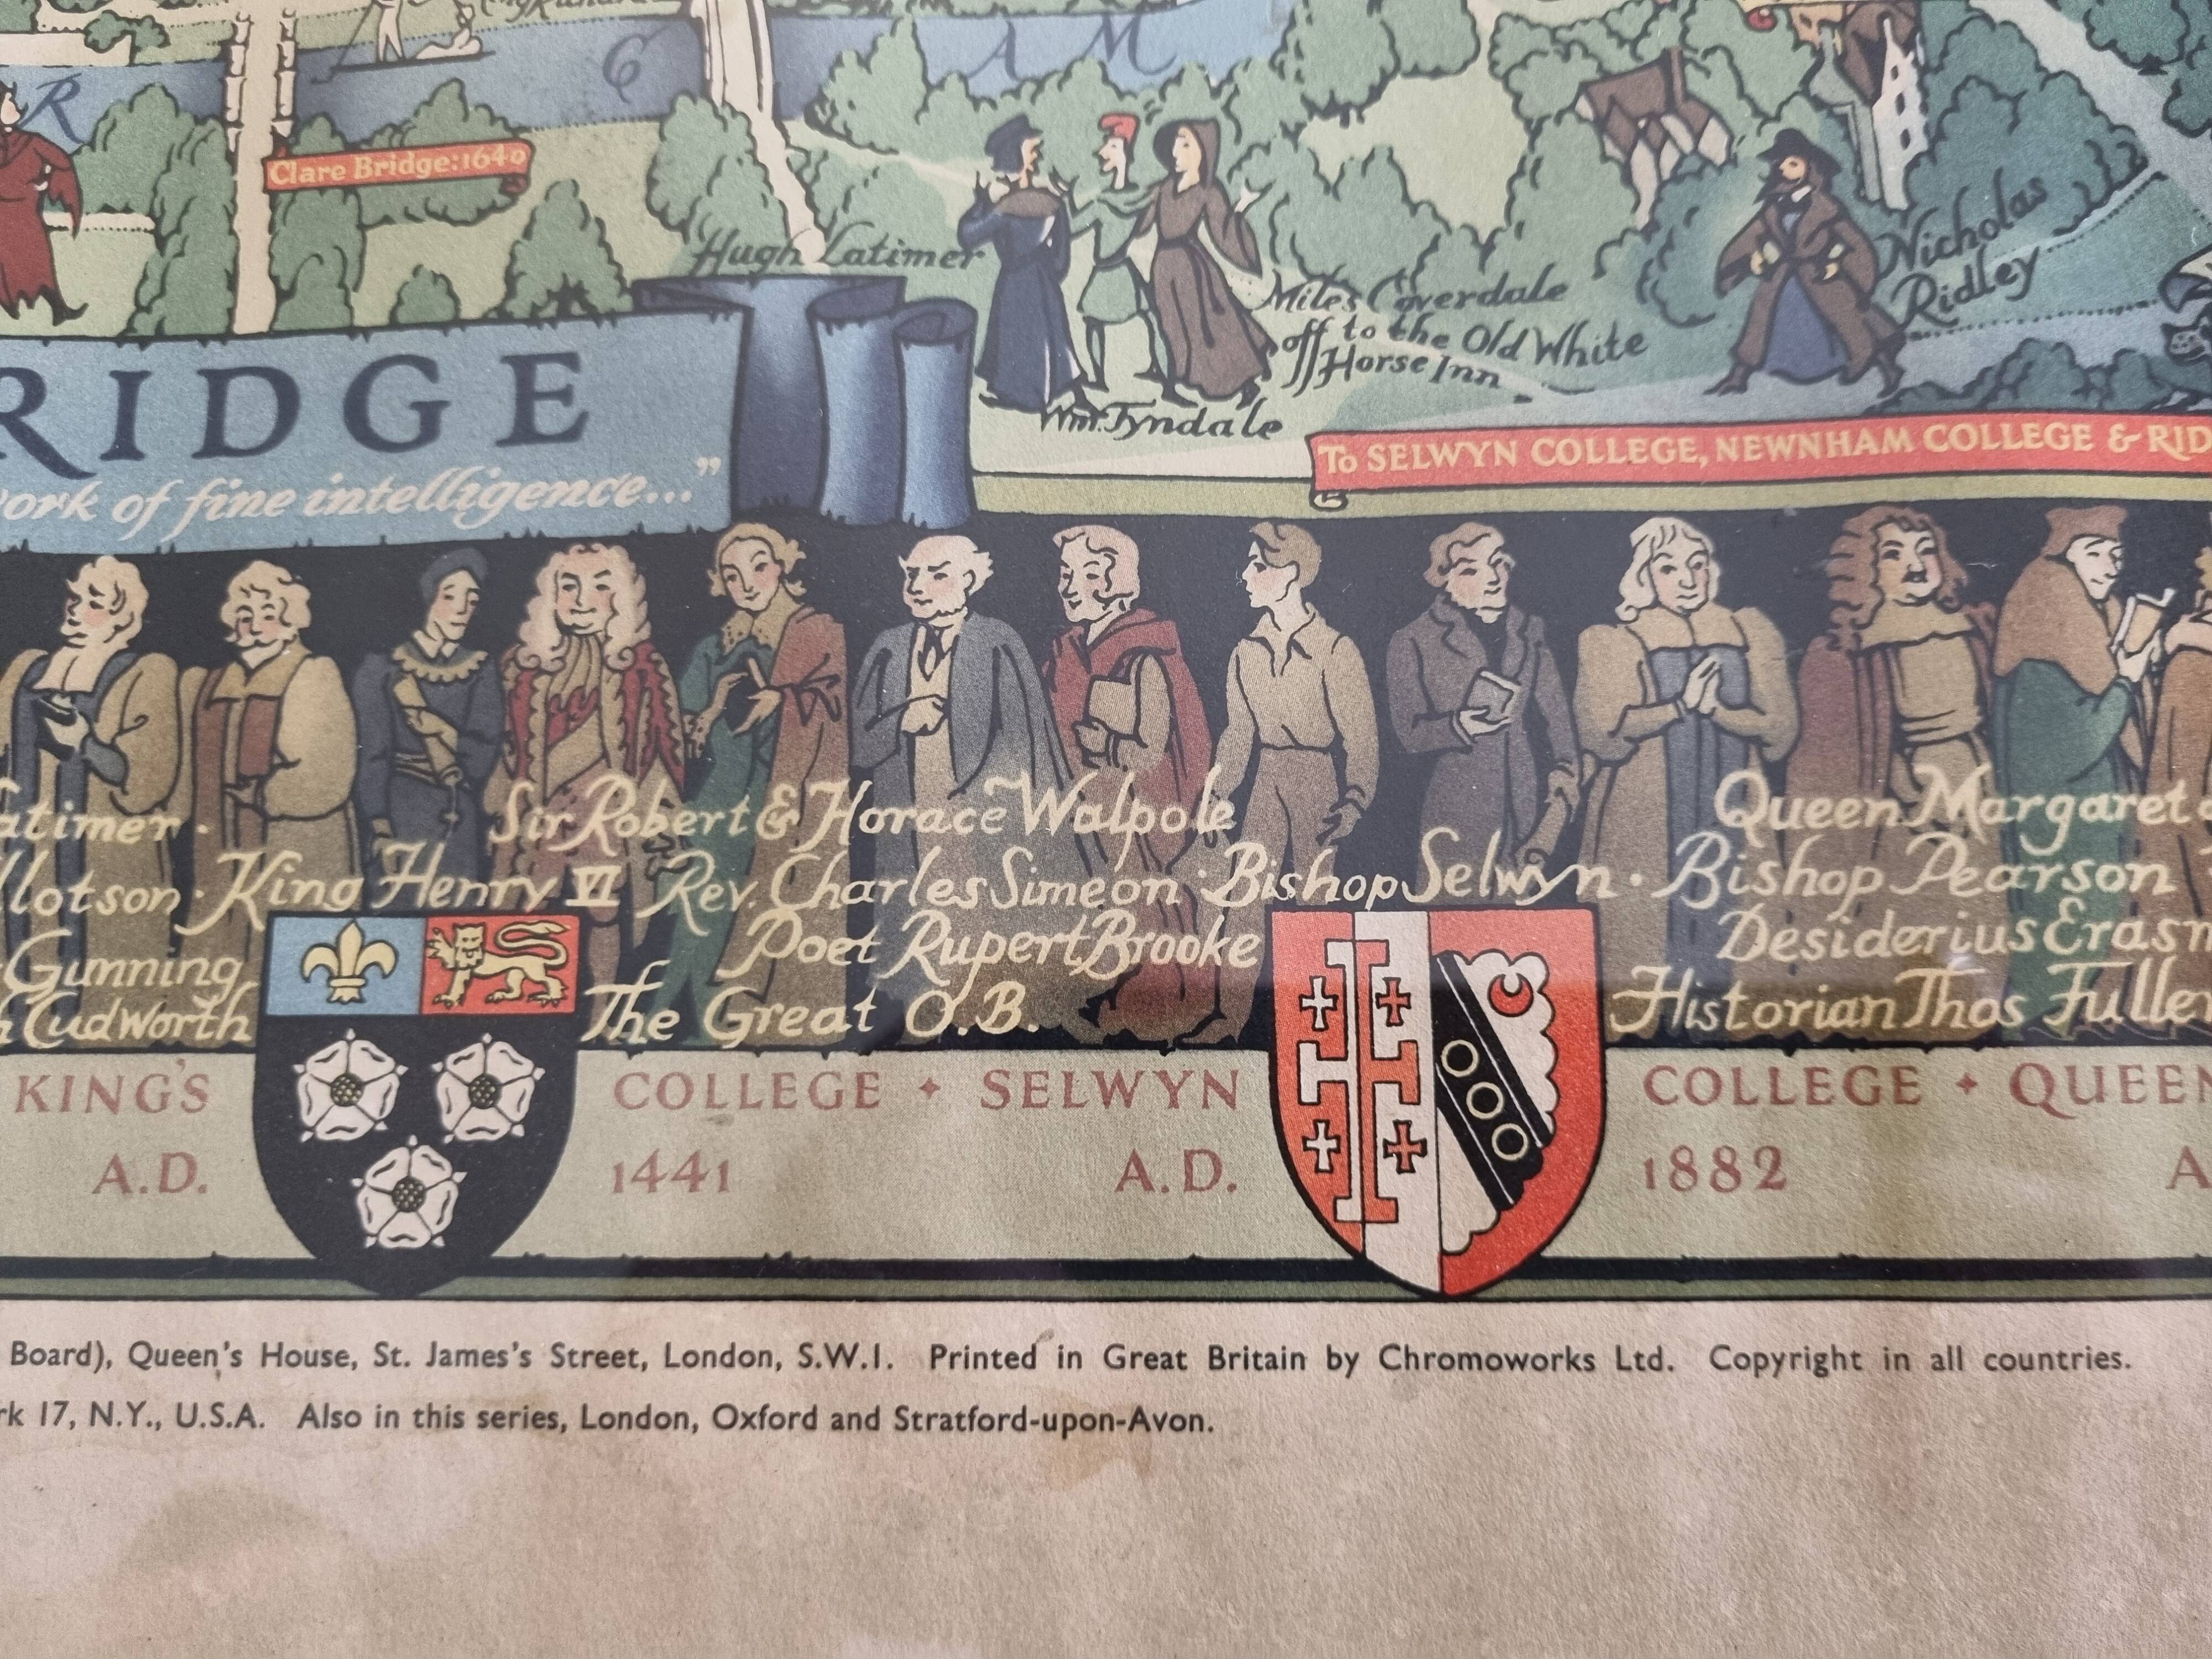 R
G
AM
Clare Bridge:1640
Hugh Latimer
Miles Coverdale
off to the Old White
Horse Inn
Wm. Tyndale
Nicholas
Ridley
RIDGE
ork of fine intelligence..."
To SELWYN COLLEGE, NEWNHAM COLLEGE & RID
atimer ·
llotson · King Henry VI
Gunning
Cudworth
Sir Robert & Horace Walpole
Rev. Charles Simeon ·
Poet Rupert Brooke
The Great O.B.
Bishop Selwyn ·
Queen Margaret
Bishop Pearson
Desiderius Erasm
Historian Thos Fulle
KING'S COLLEGE + SELWYN COLLEGE + QUEEN
A.D. 1441 A.D. 1882 A
Board), Queen's House, St. James's Street, London, S.W.1. Printed in Great Britain by Chromoworks Ltd. Copyright in all countries.
rk 17, N.Y., U.S.A. Also in this series, London, Oxford and Stratford-upon-Avon.